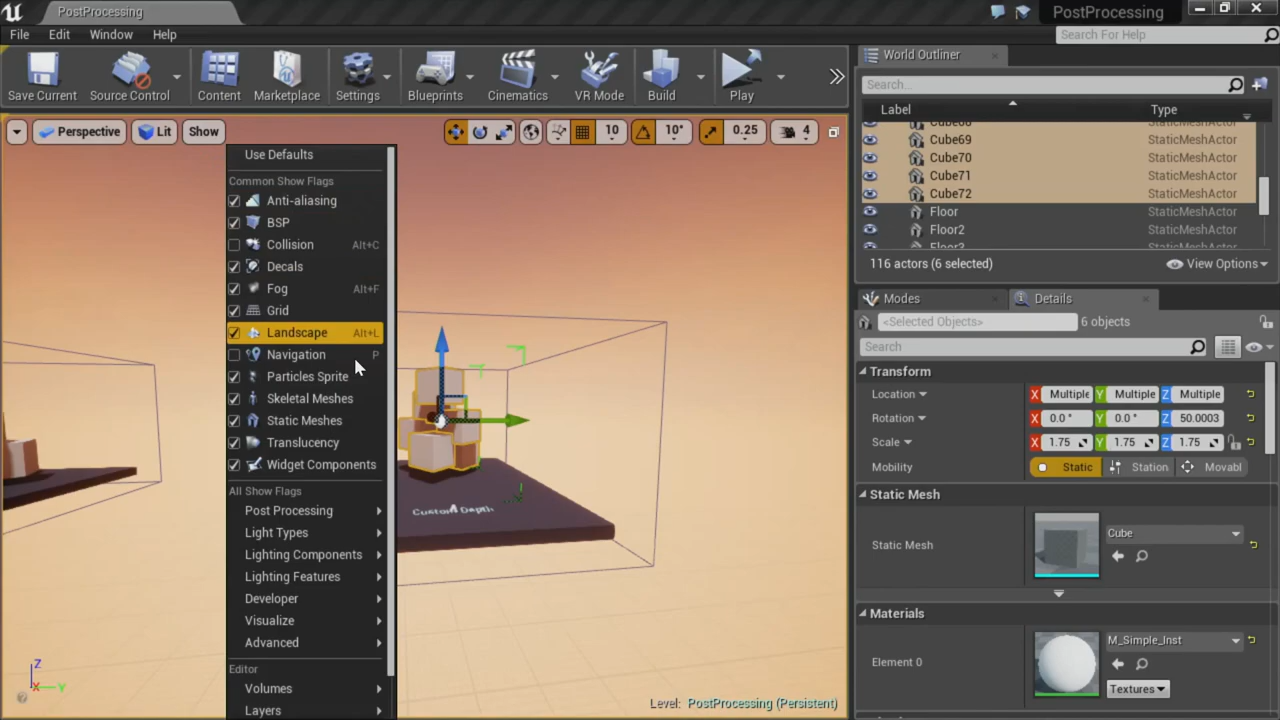 PostProcessing
PostProcessing
File Edit Window Help
Search For Help
Save Current Source Control Content Marketplace Settings Blueprints Cinematics VR Mode Build Play
World Outliner
Search...
Label Type
Perspective Lit Show 10 10° 0.25 4
Cube68 StaticMeshActor
Cube69 StaticMeshActor
Cube70 StaticMeshActor
Cube71 StaticMeshActor
Cube72 StaticMeshActor
Floor StaticMeshActor
Floor2 StaticMeshActor
Floor3 StaticMeshActor
116 actors (6 selected) View Options
Use Defaults
Common Show Flags
Anti-aliasing
BSP
Collision Alt+C
Decals
Fog Alt+F
Grid
Landscape Alt+L
Navigation P
Particles Sprite
Skeletal Meshes
Static Meshes
Translucency
Widget Components
All Show Flags
Post Processing
Light Types
Lighting Components
Lighting Features
Developer
Visualize
Advanced
Editor
Volumes
Layers
Custom Depth
Z
X Y
Level: PostProcessing (Persistent)
Modes Details
<Selected Objects> 6 objects
Search
Transform
Location X Multiple Y Multiple Z Multiple
Rotation X 0.0 ° Y 0.0 ° Z 50.0003
Scale X 1.75 Y 1.75 Z 1.75
Mobility Static Station Movabl
Static Mesh
Static Mesh Cube
Materials
Element 0 M_Simple_Inst
Textures